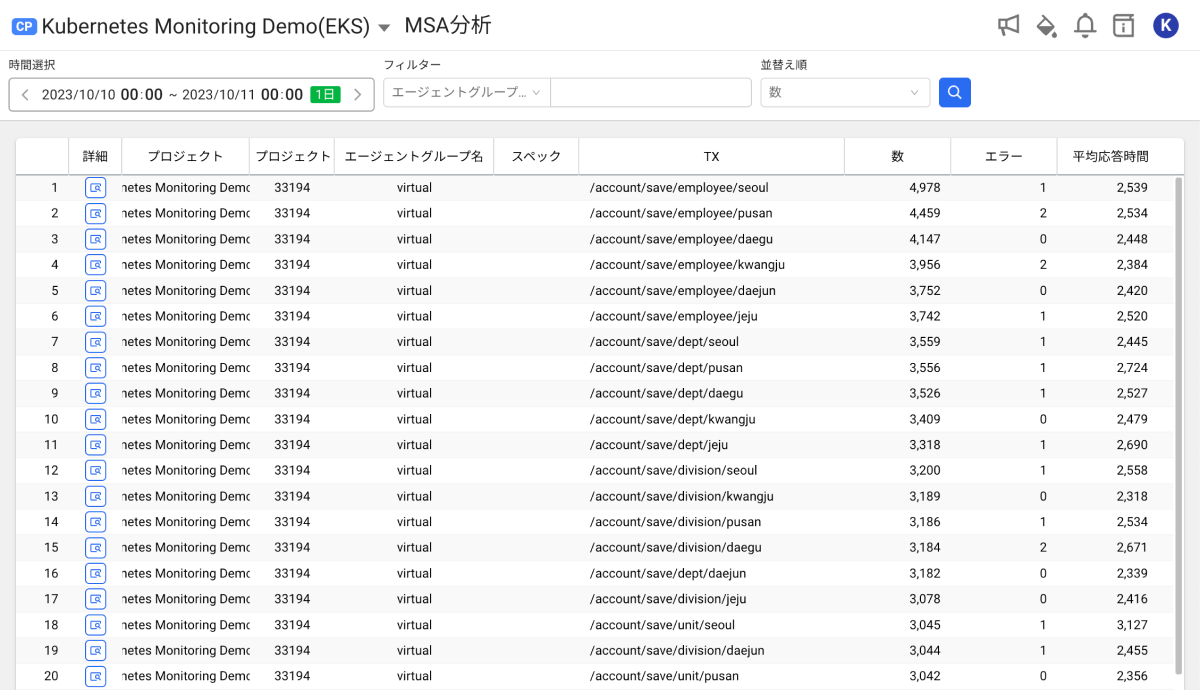 CP Kubernetes Monitoring Demo(EKS) MSA分析 K
時間選択 フィルター 並替え順
2023/10/10 00:00 ~ 2023/10/11 00:00 1日 エージェントグループ... 数
詳細 プロジェクト プロジェクト エージェントグループ名 スペック TX 数 エラー 平均応答時間
1 netes Monitoring Demo 33194 virtual /account/save/employee/seoul 4,978 1 2,539
2 netes Monitoring Demo 33194 virtual /account/save/employee/pusan 4,459 2 2,534
3 netes Monitoring Demo 33194 virtual /account/save/employee/daegu 4,147 0 2,448
4 netes Monitoring Demo 33194 virtual /account/save/employee/kwangju 3,956 2 2,384
5 netes Monitoring Demo 33194 virtual /account/save/employee/daejun 3,752 0 2,420
6 netes Monitoring Demo 33194 virtual /account/save/employee/jeju 3,742 1 2,520
7 netes Monitoring Demo 33194 virtual /account/save/dept/seoul 3,559 1 2,445
8 netes Monitoring Demo 33194 virtual /account/save/dept/pusan 3,556 1 2,724
9 netes Monitoring Demo 33194 virtual /account/save/dept/daegu 3,526 1 2,527
10 netes Monitoring Demo 33194 virtual /account/save/dept/kwangju 3,409 0 2,479
11 netes Monitoring Demo 33194 virtual /account/save/dept/jeju 3,318 1 2,690
12 netes Monitoring Demo 33194 virtual /account/save/division/seoul 3,200 1 2,558
13 netes Monitoring Demo 33194 virtual /account/save/division/kwangju 3,189 0 2,318
14 netes Monitoring Demo 33194 virtual /account/save/division/pusan 3,186 1 2,534
15 netes Monitoring Demo 33194 virtual /account/save/division/daegu 3,184 2 2,671
16 netes Monitoring Demo 33194 virtual /account/save/dept/daejun 3,182 0 2,339
17 netes Monitoring Demo 33194 virtual /account/save/division/jeju 3,078 0 2,416
18 netes Monitoring Demo 33194 virtual /account/save/unit/seoul 3,045 1 3,127
19 netes Monitoring Demo 33194 virtual /account/save/division/daejun 3,044 1 2,455
20 netes Monitoring Demo 33194 virtual /account/save/unit/pusan 3,042 0 2,356